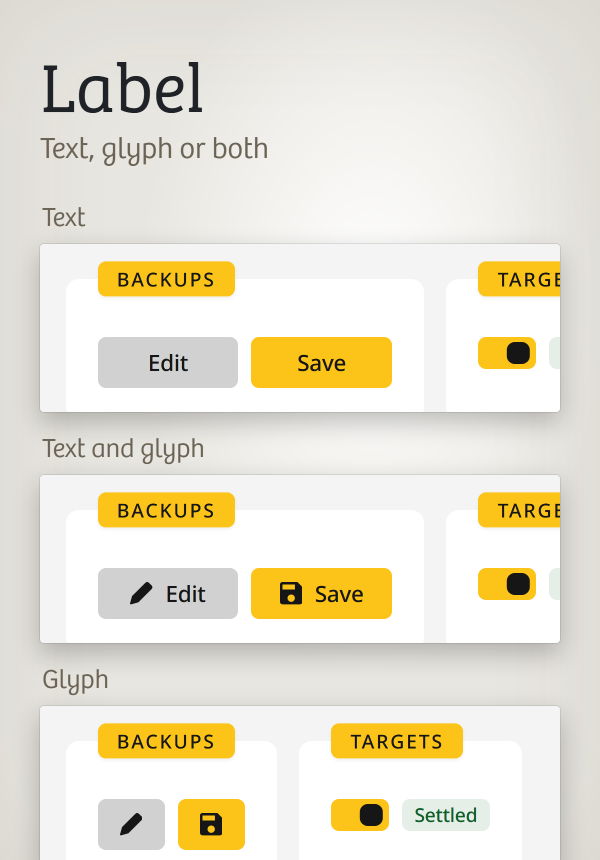 Label
Text, glyph or both
Text
BACKUPS
Edit Save
Text and glyph
BACKUPS
Edit Save
Glyph
BACKUPS TARGETS
Settled